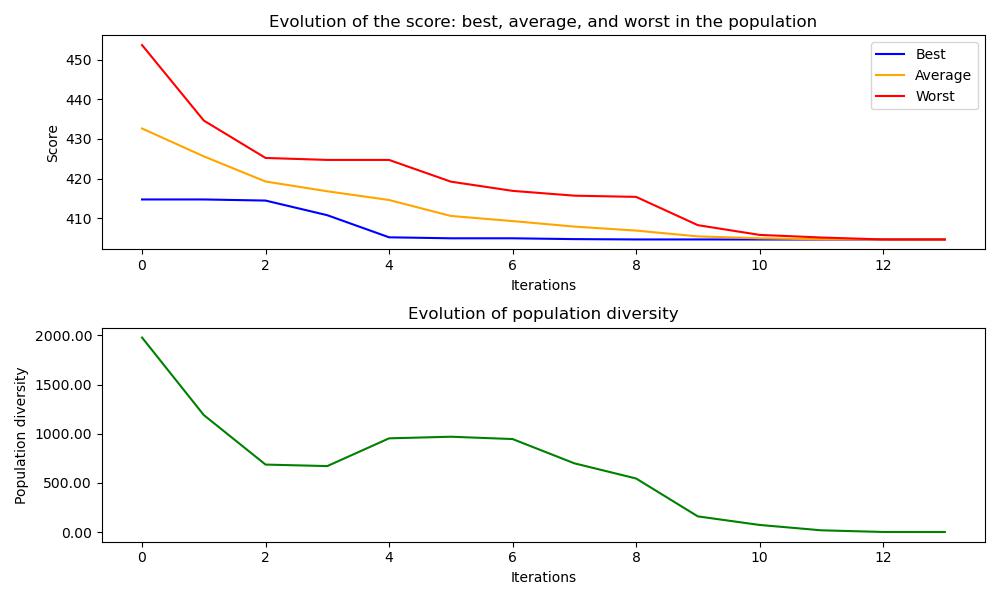 Evolution of the score: best, average, and worst in the population
450
440
430
420
410
Score
Best
Average
Worst
0 2 4 6 8 10 12
Iterations
Evolution of population diversity
2000.00
1500.00
1000.00
500.00
0.00
Population diversity
0 2 4 6 8 10 12
Iterations